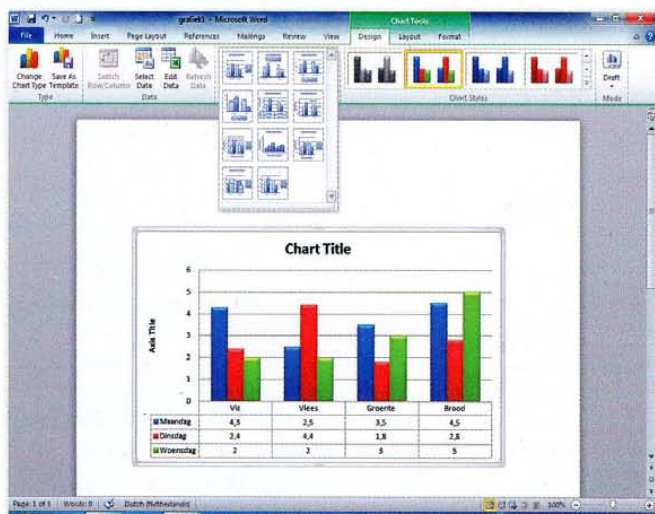 grafiek1 - Microsoft Word
Chart Tools
File Home Insert Page Layout References Mailings Review View Design Layout Format
Change Chart Type
Save As Template
Switch Row/Column
Select Data
Edit Data
Refresh Data
Draft
Type
Data
Chart Styles
Mode
Chart Title
Axis Title
6
5
4
3
2
1
0
Vis Vlees Groente Brood
Maandag 4,3 2,5 3,5 4,5
Dinsdag 2,4 4,4 1,8 2,8
Woensdag 2 2 3 5
Page: 1 of 1 Words: 0 Dutch (Netherlands) 100%